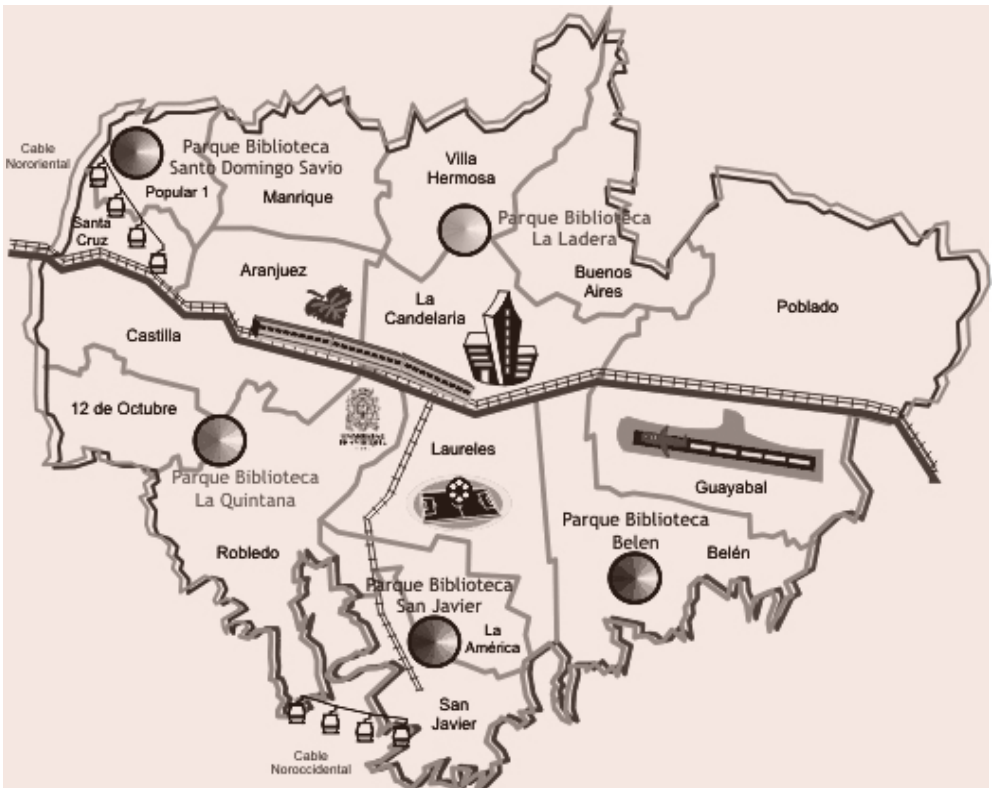 Cable
Nororiental
Parque Biblioteca
Santo Domingo Savio
Popular 1
Manrique
Villa
Hermosa
Santa
Cruz
Parque Biblioteca
La Ladera
Aranjuez
Buenos
Aires
La
Candelaria
Poblado
Castilla
12 de Octubre
Laureles
Parque Biblioteca
La Quintana
Guayabal
Parque Biblioteca
Belen
Belén
Robledo
Parque Biblioteca
San Javier
La
América
San
Javier
Cable
Noroccidental